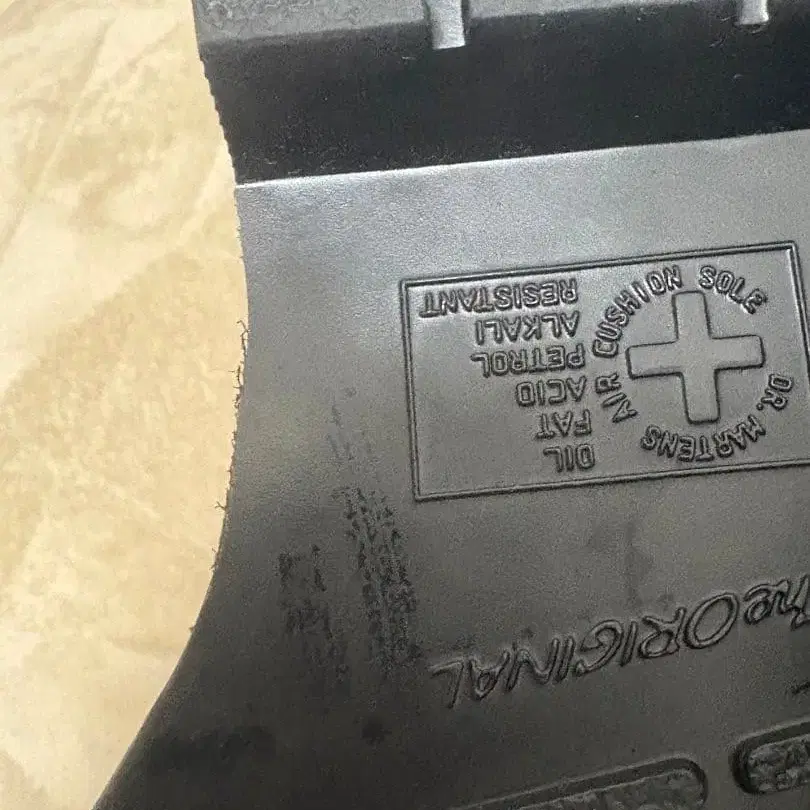 DR. MARTENS AIR CUSHION SOLE
OIL
FAT
ACID
PETROL
ALKALI
RESISTANT
The ORIGINAL